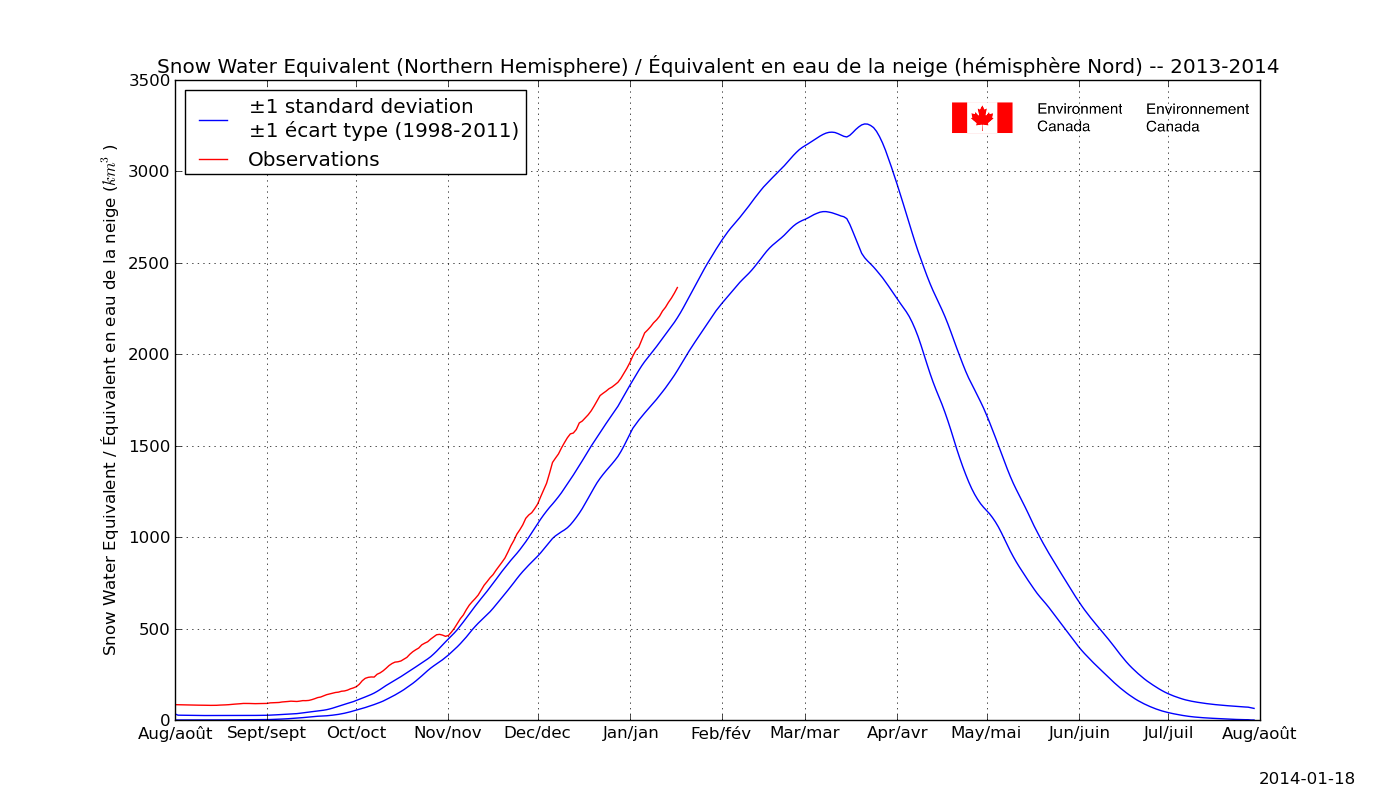 Snow Water Equivalent (Northern Hemisphere) / Équivalent en eau de la neige (hémisphère Nord) -- 2013-2014
±1 standard deviation
±1 écart type (1998-2011)
Observations
Environment
Canada
Environnement
Canada
Snow Water Equivalent / Équivalent en eau de la neige (km³)
3500
3000
2500
2000
1500
1000
500
0
Aug/août Sept/sept Oct/oct Nov/nov Dec/dec Jan/jan Feb/fév Mar/mar Apr/avr May/mai Jun/juin Jul/juil Aug/août
2014-01-18